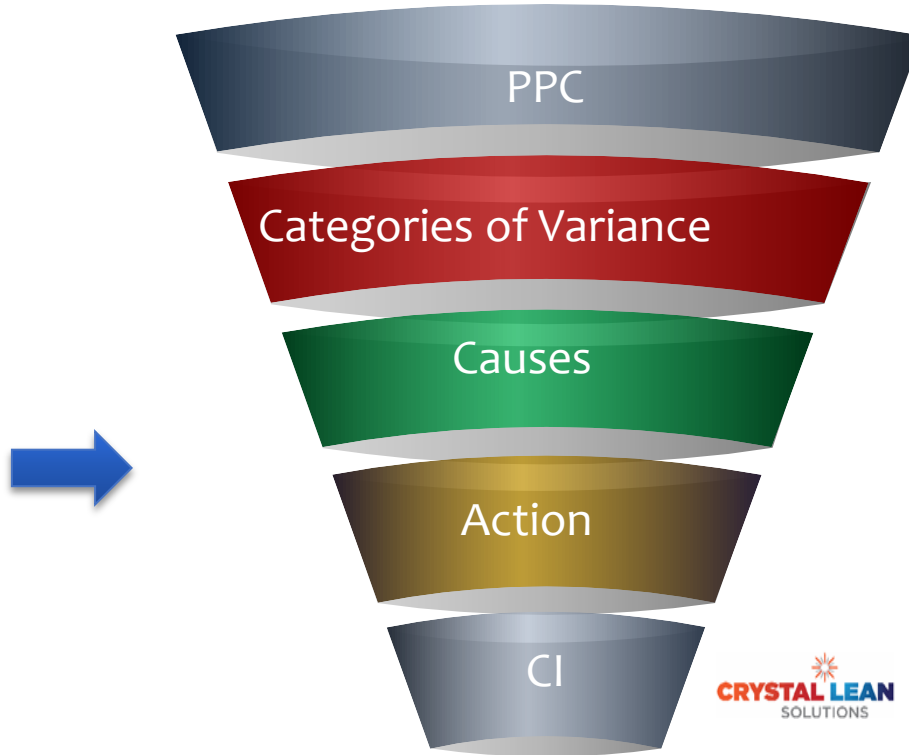 PPC
Categories of Variance
Causes
Action
CI
CRYSTAL LEAN
SOLUTIONS